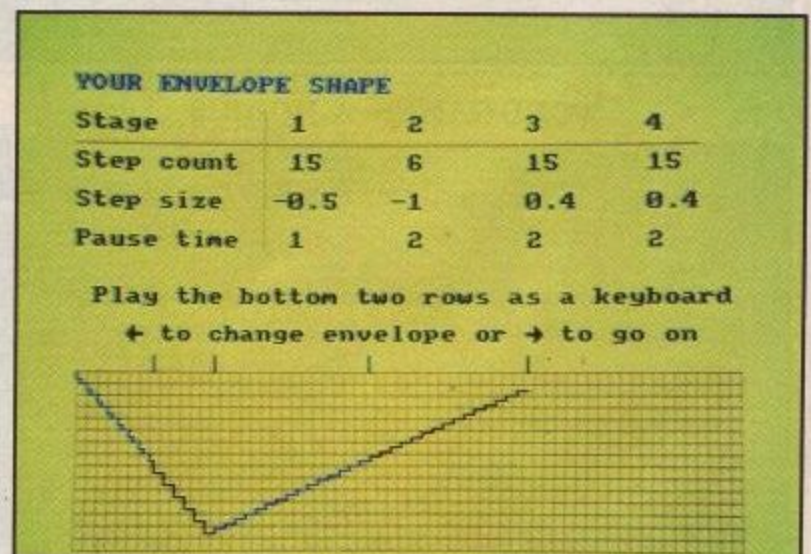 YOUR ENVELOPE SHAPE
Stage 1 2 3 4
Step count 15 6 15 15
Step size -0.5 -1 0.4 0.4
Pause time 1 2 2 2
Play the bottom two rows as a keyboard
← to change envelope or → to go on